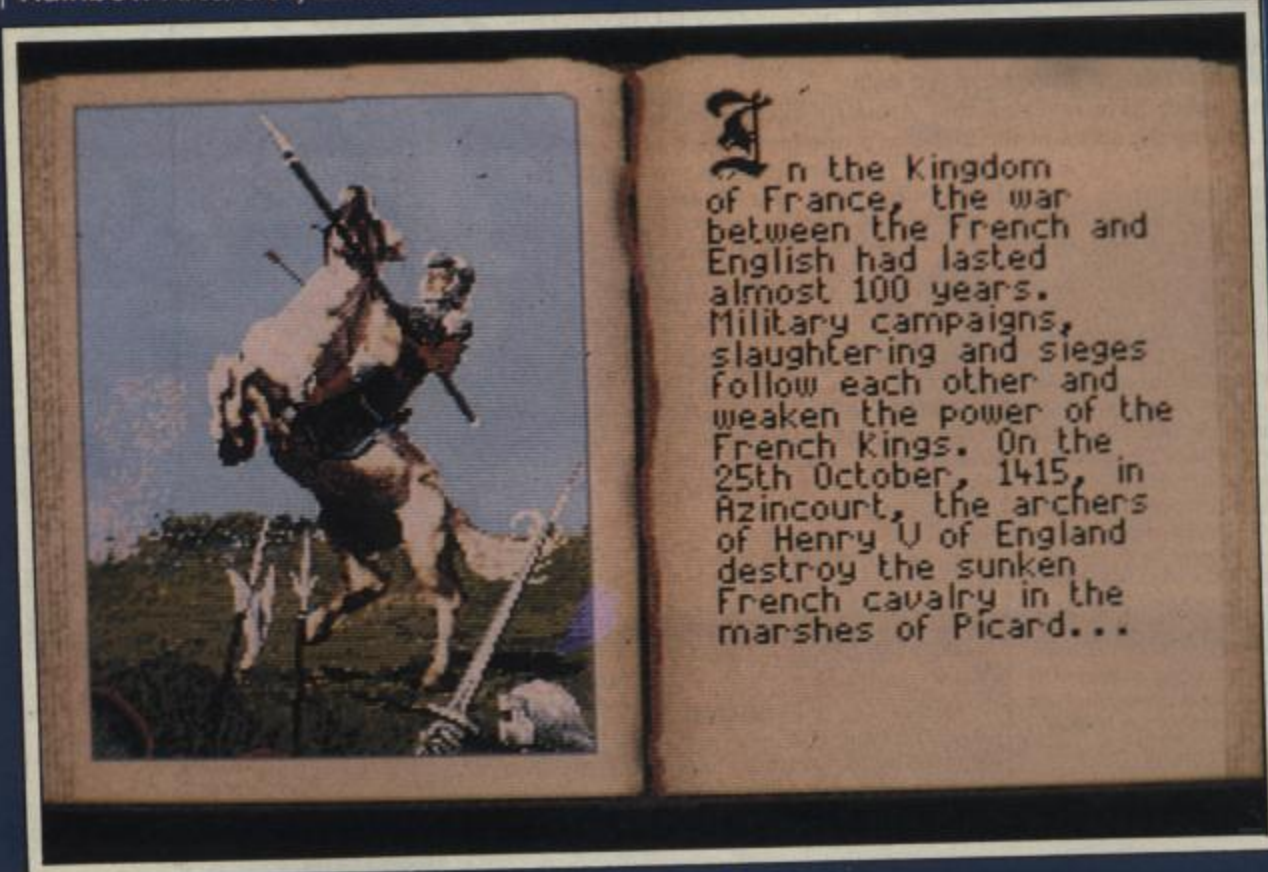 In the Kingdom
of France, the war
between the French and
English had lasted
almost 100 years.
Military campaigns,
slaughtering and sieges
follow each other and
weaken the power of the
French Kings. On the
25th October, 1415, in
Azincourt, the archers
of Henry V of England
destroy the sunken
French cavalry in the
marshes of Picard...